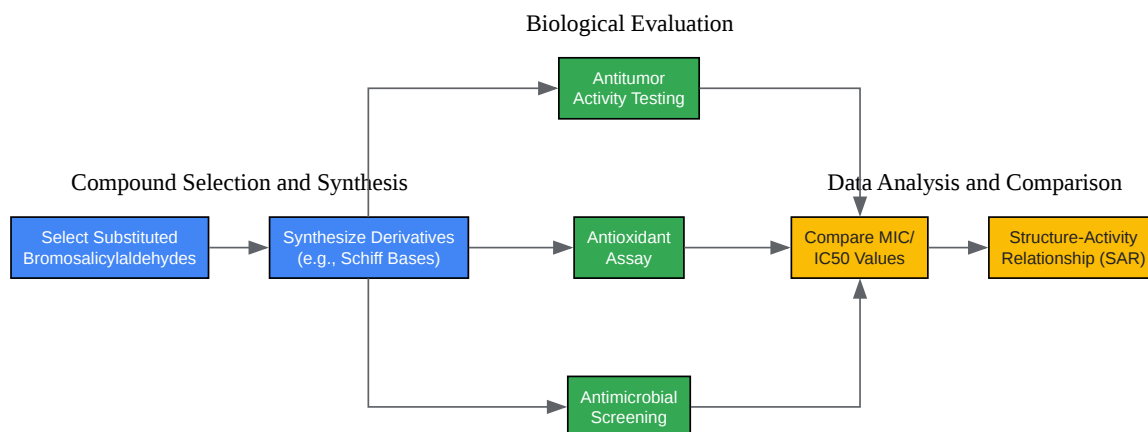 Biological Evaluation
Antitumor
Activity Testing
Compound Selection and Synthesis
Data Analysis and Comparison
Select Substituted
Bromosalicylaldehydes
Synthesize Derivatives
(e.g., Schiff Bases)
Antioxidant
Assay
Compare MIC/
IC50 Values
Structure-Activity
Relationship (SAR)
Antimicrobial
Screening